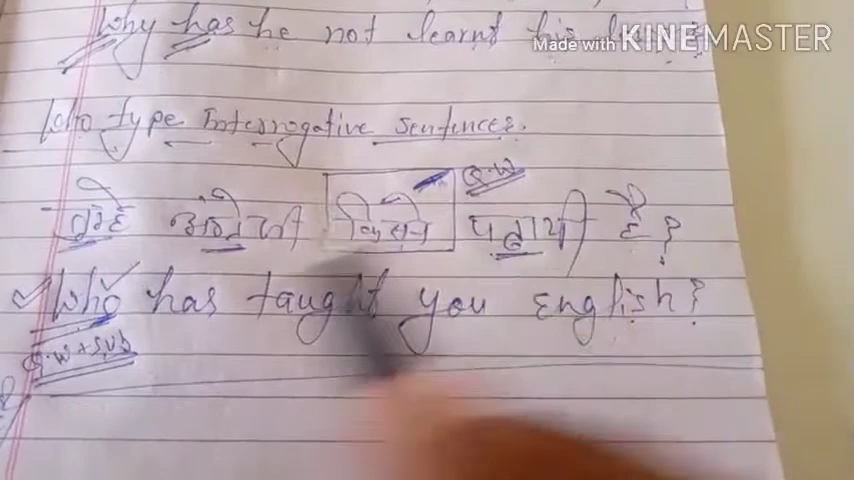 Why has he not learnt his
Made with KINEMASTER
Who type Interrogative sentences.
Q.W
तुम्हे अंग्रेजी किसने पढ़ायी है?
Who has taught you English?
Q.W + Sub